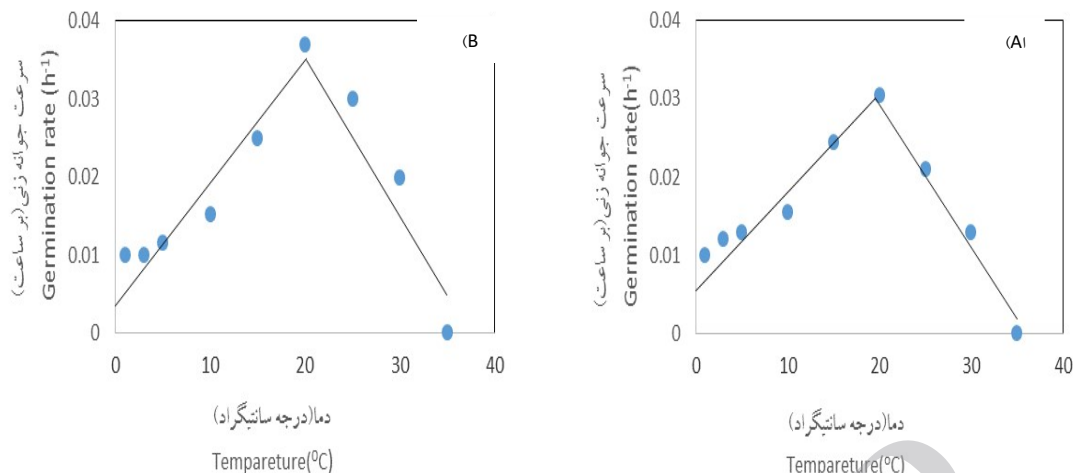 (B
0.04
0.03
0.02
0.01
0
0 10 20 30 40
سرعت جوانه زنی(بر ساعت)
Germination rate (h-1)
دما(درجه سانتیگراد)
Tempareture(⁰C)
(A
0.04
0.03
0.02
0.01
0
0 10 20 30 40
سرعت جوانه زنی(بر ساعت)
Germination rate(h-1)
دما(درجه سانتیگراد)
Tempareture(⁰C)